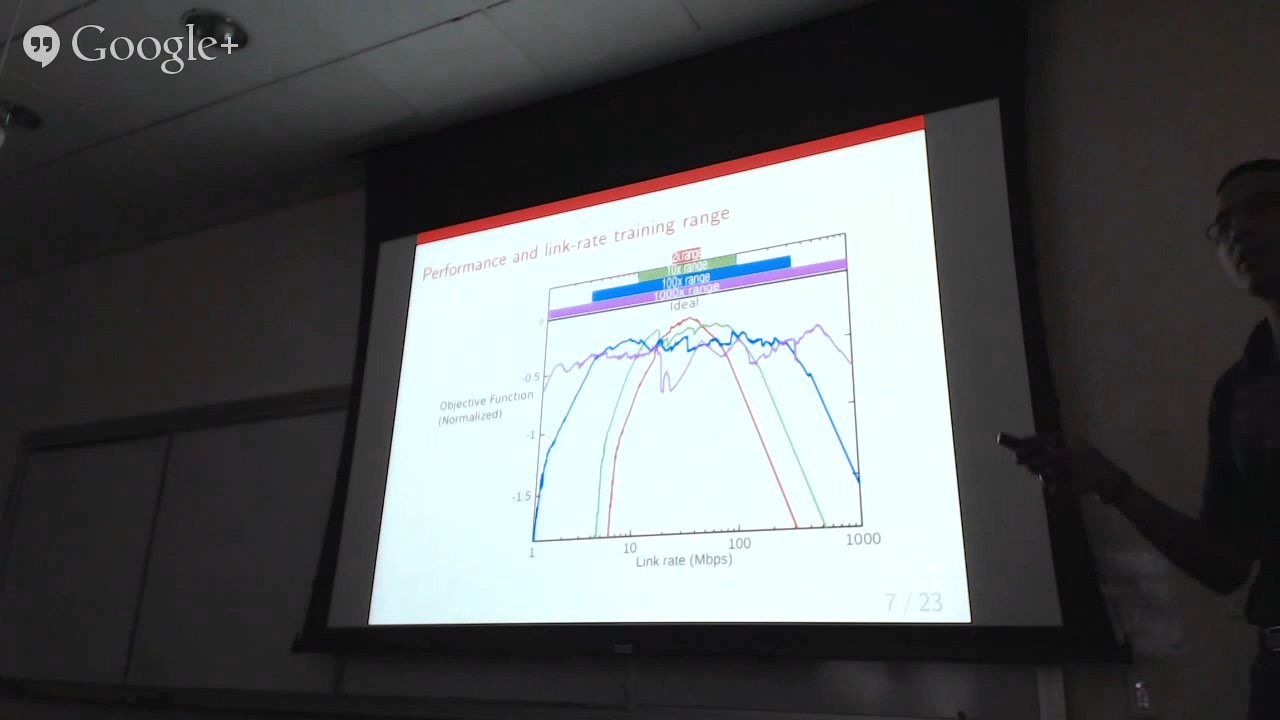 Google+
Performance and link-rate training range
2x range
10x range
100x range
1000x range
Ideal
0
-0.5
Objective Function
(Normalized)
-1
-1.5
1
10
100
1000
Link rate (Mbps)
7 / 23